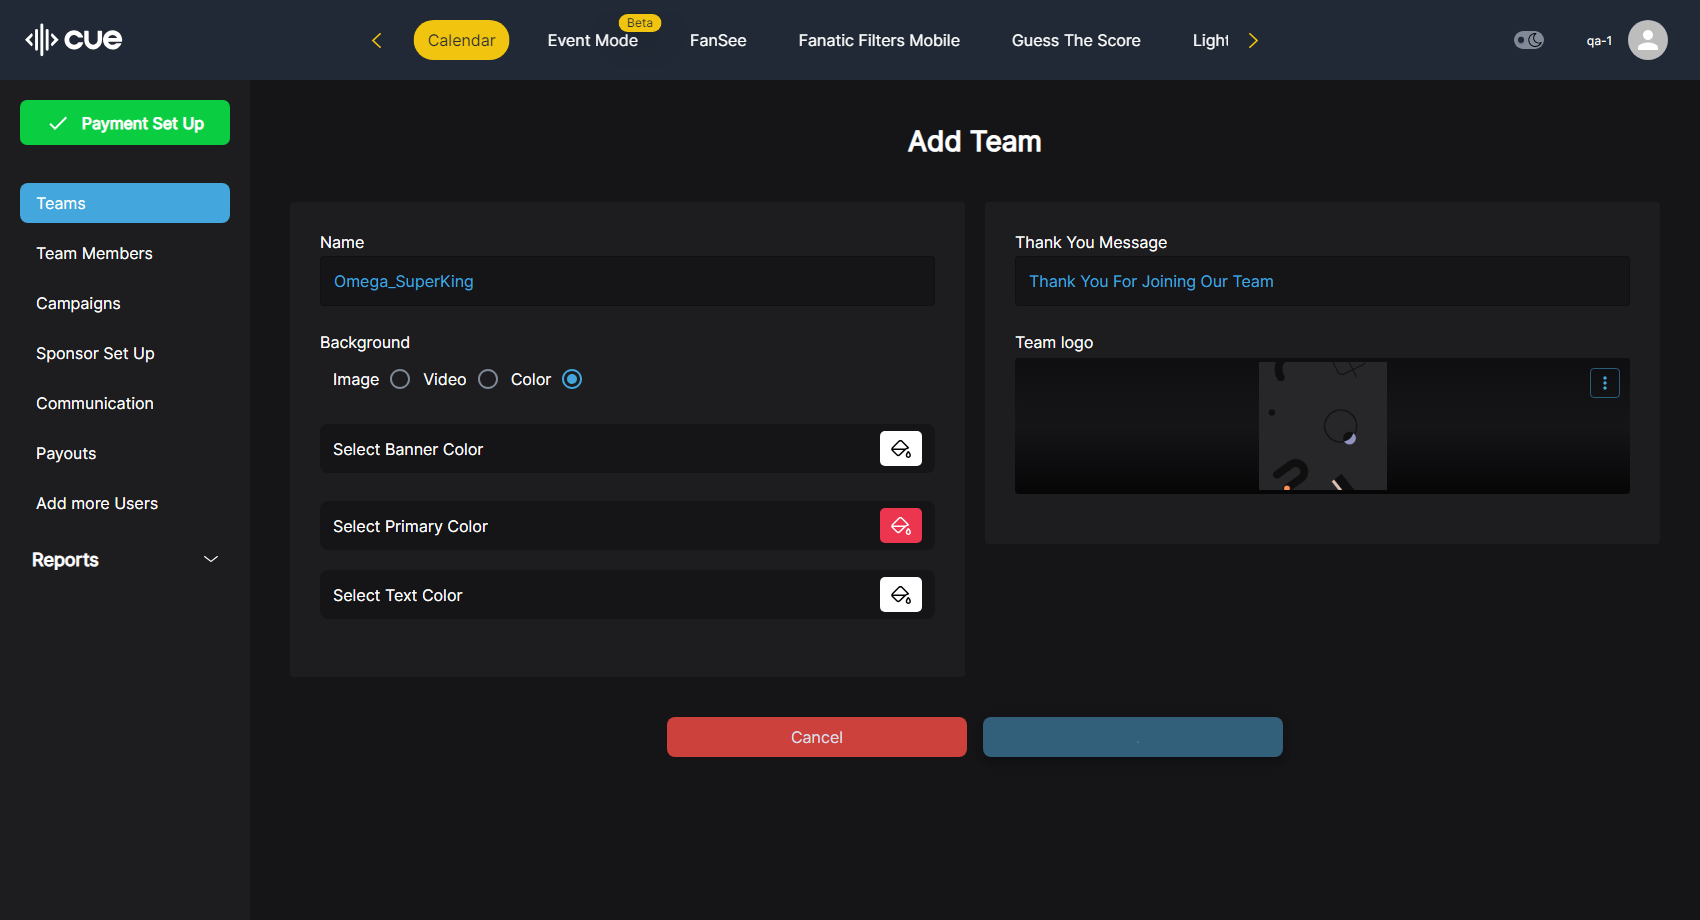 cue
Calendar
Event Mode
Beta
FanSee
Fanatic Filters Mobile
Guess The Score
Light
qa-1
Payment Set Up
Teams
Team Members
Campaigns
Sponsor Set Up
Communication
Payouts
Add more Users
Reports
Add Team
Name
Omega_SuperKing
Background
Image
Video
Color
Select Banner Color
Select Primary Color
Select Text Color
Thank You Message
Thank You For Joining Our Team
Team logo
Cancel